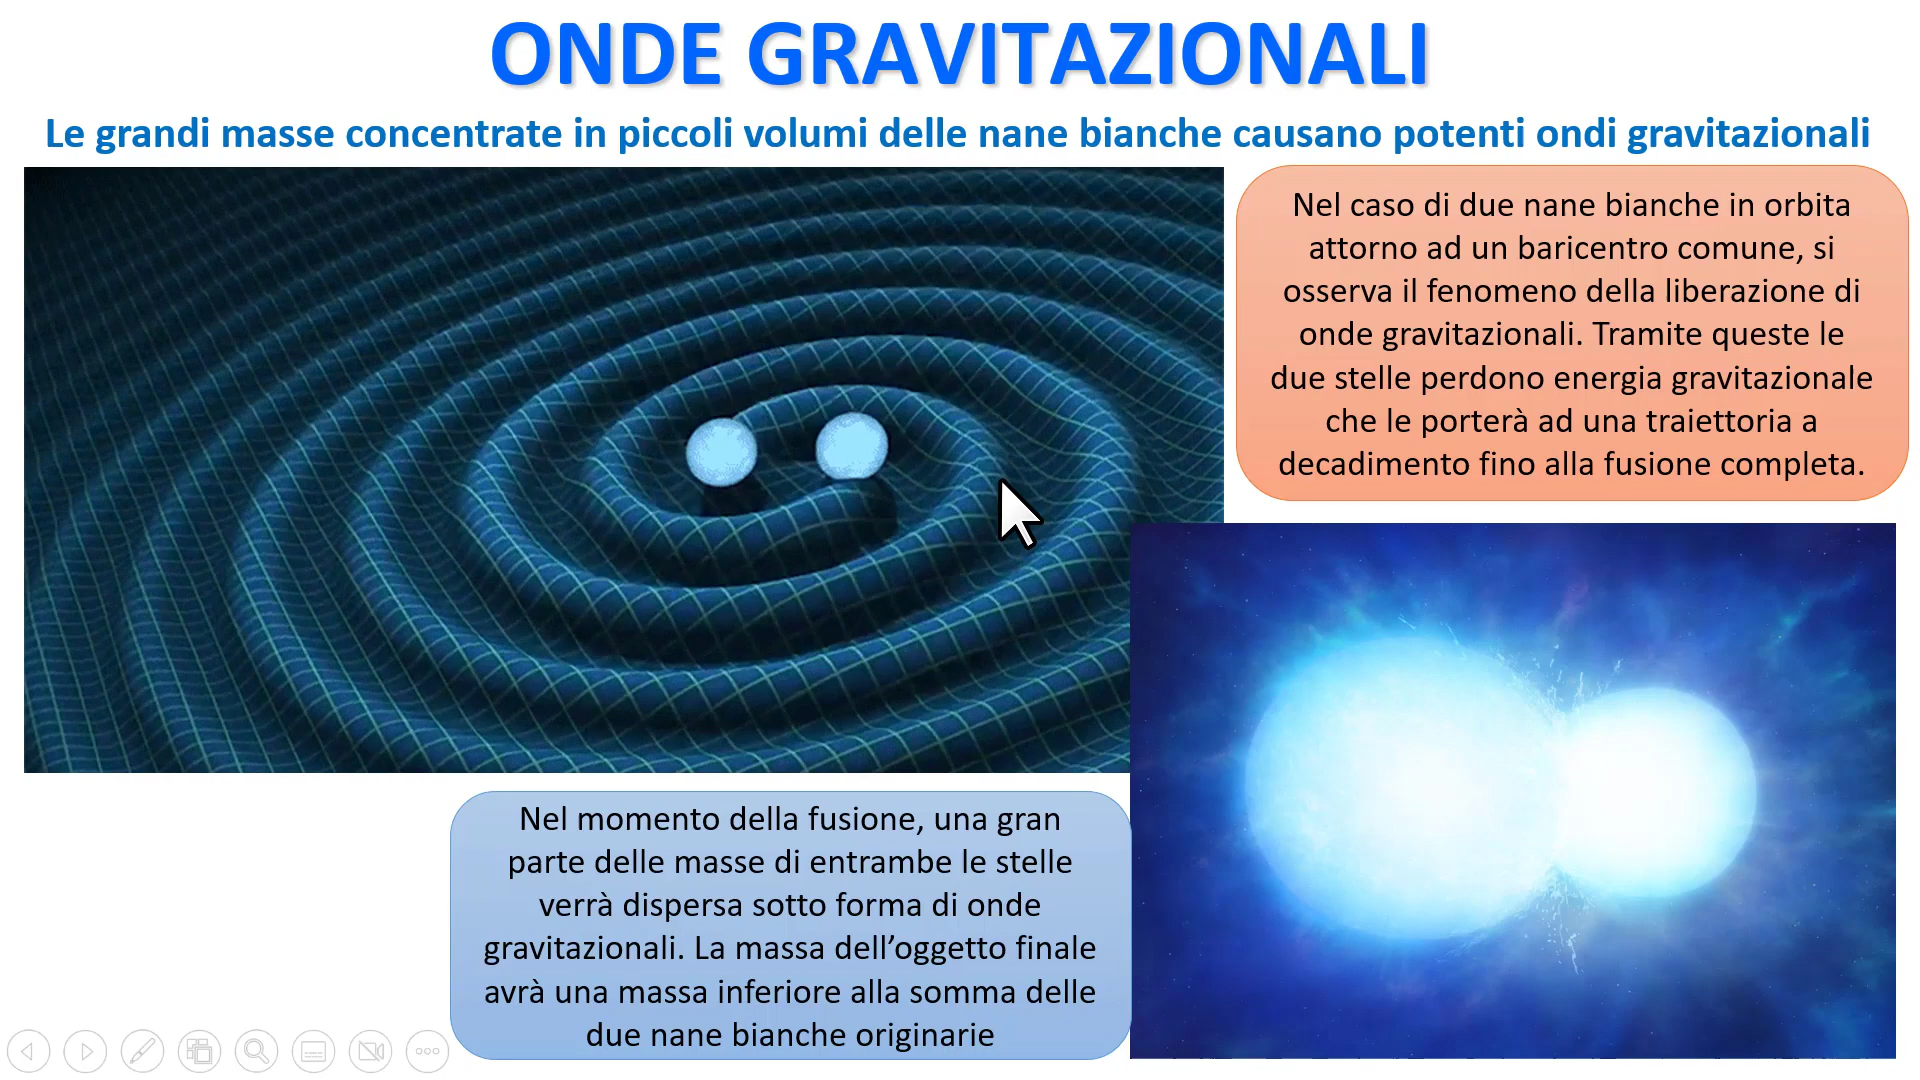 ONDE GRAVITAZIONALI
Le grandi masse concentrate in piccoli volumi delle nane bianche causano potenti ondi gravitazionali
Nel caso di due nane bianche in orbita
attorno ad un baricentro comune, si
osserva il fenomeno della liberazione di
onde gravitazionali. Tramite queste le
due stelle perdono energia gravitazionale
che le porterà ad una traiettoria a
decadimento fino alla fusione completa.
Nel momento della fusione, una gran
parte delle masse di entrambe le stelle
verrà dispersa sotto forma di onde
gravitazionali. La massa dell’oggetto finale
avrà una massa inferiore alla somma delle
due nane bianche originarie